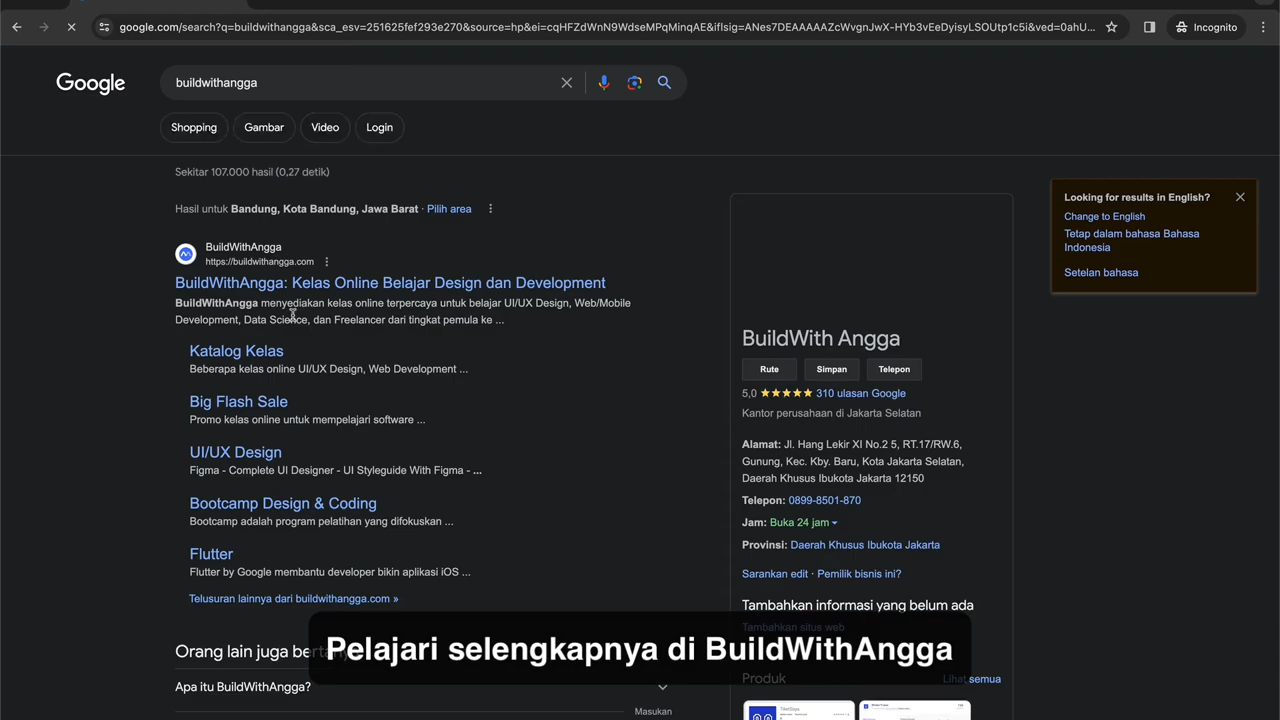 google.com/search?q=buildwithangga&sca_esv=251625fef293e270&source=hp&ei=cqHFZdWnN9WdseMPqMinqAE&iflsig=ANes7DEAAAAAZcWvgnJwX-HYb3vEeDyisyLSOUtp1c5i&ved=0ahU...
Incognito
Google
buildwithangga
Shopping
Gambar
Video
Login
Sekitar 107.000 hasil (0,27 detik)
Hasil untuk Bandung, Kota Bandung, Jawa Barat · Pilih area
BuildWithAngga
https://buildwithangga.com
BuildWithAngga: Kelas Online Belajar Design dan Development
BuildWithAngga menyediakan kelas online terpercaya untuk belajar UI/UX Design, Web/Mobile
Development, Data Science, dan Freelancer dari tingkat pemula ke ...
Katalog Kelas
Beberapa kelas online UI/UX Design, Web Development ...
Big Flash Sale
Promo kelas online untuk mempelajari software ...
UI/UX Design
Figma - Complete UI Designer - UI Styleguide With Figma - ...
Bootcamp Design & Coding
Bootcamp adalah program pelatihan yang difokuskan ...
Flutter
Flutter by Google membantu developer bikin aplikasi iOS ...
Telusuran lainnya dari buildwithangga.com »
Orang lain juga bertanya
Apa itu BuildWithAngga?
Masukan
BuildWith Angga
Rute
Simpan
Telepon
5,0 ★★★★★ 310 ulasan Google
Kantor perusahaan di Jakarta Selatan
Alamat: Jl. Hang Lekir XI No.2 5, RT.17/RW.6,
Gunung, Kec. Kby. Baru, Kota Jakarta Selatan,
Daerah Khusus Ibukota Jakarta 12150
Telepon: 0899-8501-870
Jam: Buka 24 jam
Provinsi: Daerah Khusus Ibukota Jakarta
Sarankan edit · Pemilik bisnis ini?
Tambahkan informasi yang belum ada
Tambahkan situs web
Produk
Lihat semua
Looking for results in English?
Change to English
Tetap dalam bahasa Bahasa
Indonesia
Setelan bahasa
Pelajari selengkapnya di BuildWithAngga